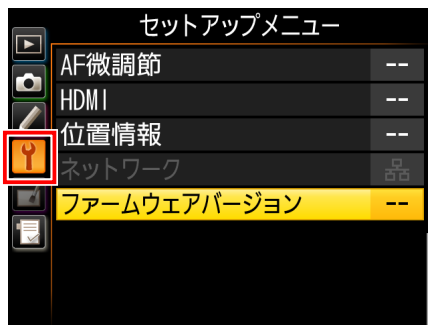 セットアップメニュー
AF微調節 --
HDMI --
位置情報 --
ネットワーク
ファームウェアバージョン --